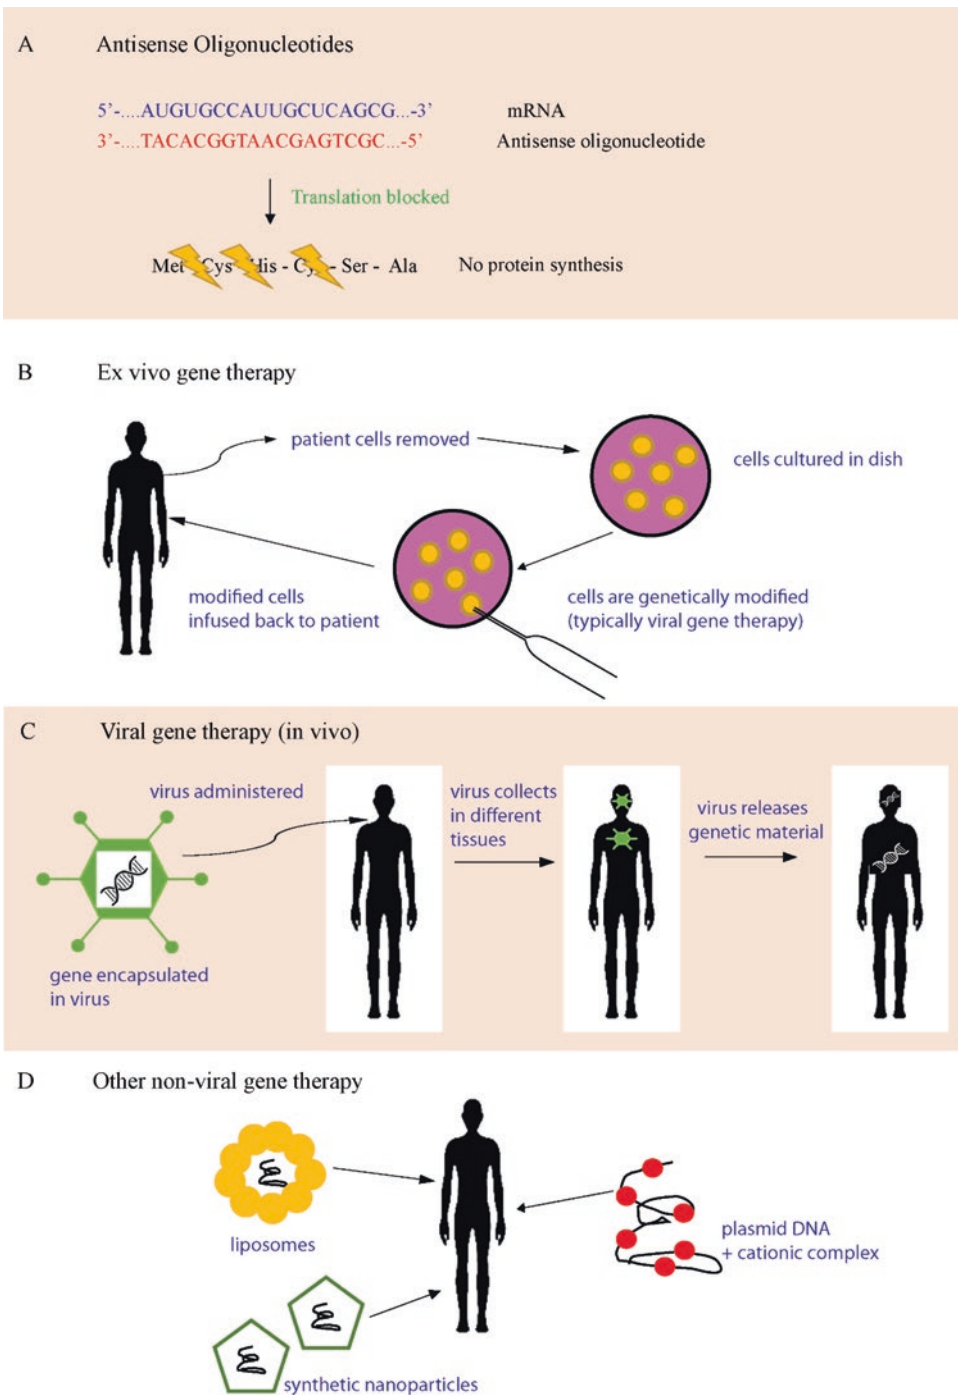 A Antisense Oligonucleotides
5'-....AUGUGCCAUUGCUCAGCG...-3' mRNA
3'-....TACACGGTAACGAGTCGC...-5' Antisense oligonucleotide
Translation blocked
Met Cys - Ser - Ala No protein synthesis
B Ex vivo gene therapy
patient cells removed
cells cultured in dish
modified cells
infused back to patient
cells are genetically modified
(typically viral gene therapy)
C Viral gene therapy (in vivo)
virus administered
virus collects
in different
tissues
virus releases
genetic material
gene encapsulated
in virus
D Other non-viral gene therapy
liposomes
plasmid DNA
+ cationic complex
synthetic nanoparticles